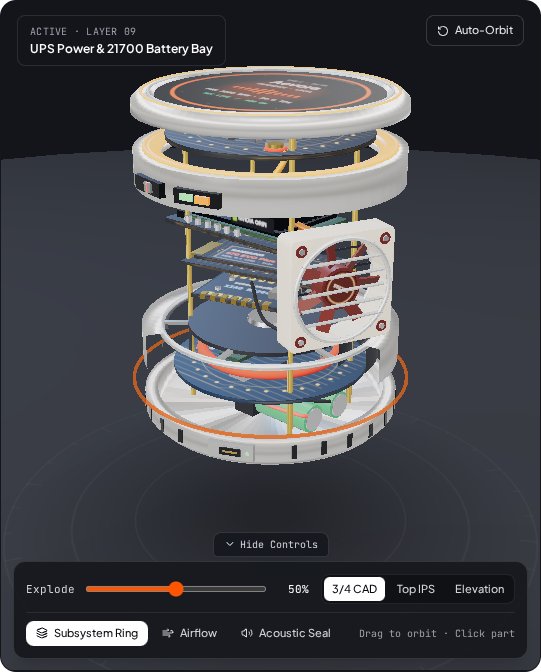 ACTIVE · LAYER 09
UPS Power & 21700 Battery Bay
Auto-Orbit
Hide Controls
Explode
50%
3/4 CAD
Top IPS
Elevation
Subsystem Ring
Airflow
Acoustic Seal
Drag to orbit · Click part